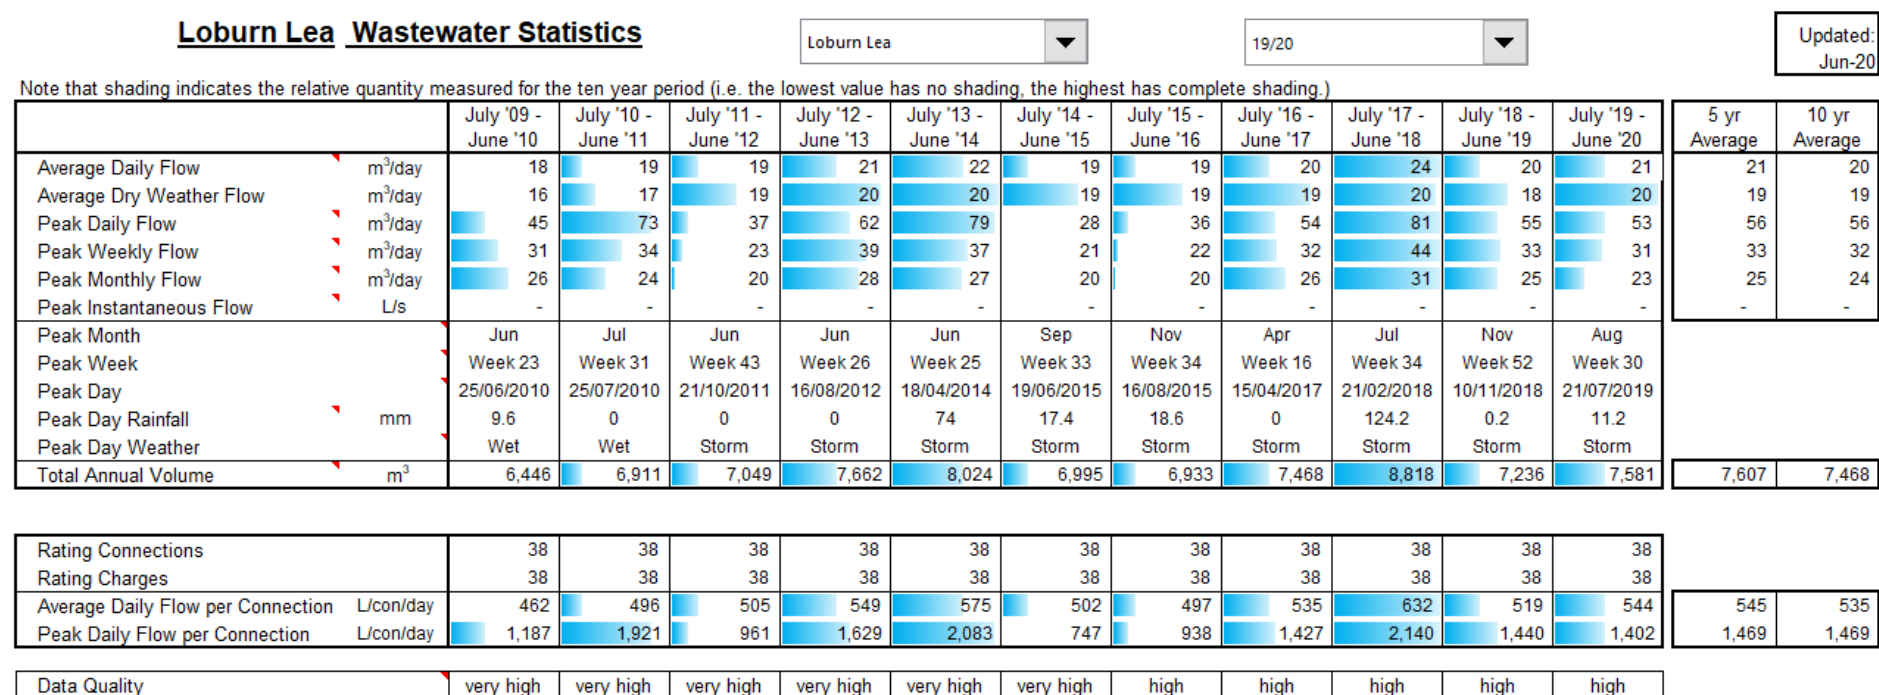 Loburn Lea Wastewater Statistics
Loburn Lea
19/20
Updated:
Jun-20
Note that shading indicates the relative quantity measured for the ten year period (i.e. the lowest value has no shading, the highest has complete shading.)
July '09 - July '10 - July '11 - July '12 - July '13 - July '14 - July '15 - July '16 - July '17 - July '18 - July '19 - 5 yr 10 yr
June '10 June '11 June '12 June '13 June '14 June '15 June '16 June '17 June '18 June '19 June '20 Average Average
Average Daily Flow m³/day 18 19 19 21 22 19 19 20 24 20 21 21 20
Average Dry Weather Flow m³/day 16 17 19 20 20 19 19 19 20 18 20 19 19
Peak Daily Flow m³/day 45 73 37 62 79 28 36 54 81 55 53 56 56
Peak Weekly Flow m³/day 31 34 23 39 37 21 22 32 44 33 31 33 32
Peak Monthly Flow m³/day 26 24 20 28 27 20 20 26 31 25 23 25 24
Peak Instantaneous Flow L/s - - - - - - - - - - - - -
Peak Month Jun Jul Jun Jun Jun Sep Nov Apr Jul Nov Aug
Peak Week Week 23 Week 31 Week 43 Week 26 Week 25 Week 33 Week 34 Week 16 Week 34 Week 52 Week 30
Peak Day 25/06/2010 25/07/2010 21/10/2011 16/08/2012 18/04/2014 19/06/2015 16/08/2015 15/04/2017 21/02/2018 10/11/2018 21/07/2019
Peak Day Rainfall mm 9.6 0 0 0 74 17.4 18.6 0 124.2 0.2 11.2
Peak Day Weather Wet Wet Storm Storm Storm Storm Storm Storm Storm Storm Storm
Total Annual Volume m³ 6,446 6,911 7,049 7,662 8,024 6,995 6,933 7,468 8,818 7,236 7,581 7,607 7,468
Rating Connections 38 38 38 38 38 38 38 38 38 38 38
Rating Charges 38 38 38 38 38 38 38 38 38 38 38
Average Daily Flow per Connection L/con/day 462 496 505 549 575 502 497 535 632 519 544 545 535
Peak Daily Flow per Connection L/con/day 1,187 1,921 961 1,629 2,083 747 938 1,427 2,140 1,440 1,402 1,469 1,469
Data Quality very high very high very high very high very high very high high high high high high